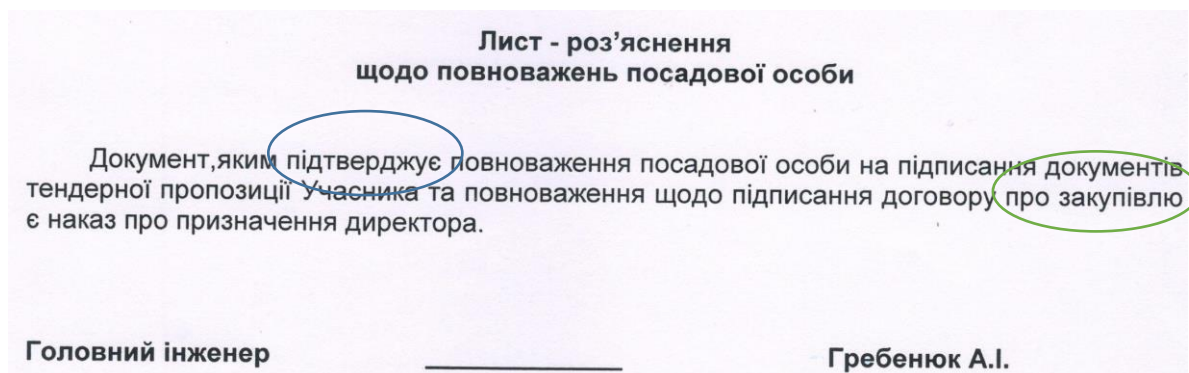 Лист - роз’яснення
щодо повноважень посадової особи
Документ,яким підтверджує повноваження посадової особи на підписання документів
тендерної пропозиції Учасника та повноваження щодо підписання договору про закупівлю
є наказ про призначення директора.
Головний інженер ______________ Гребенюк А.І.